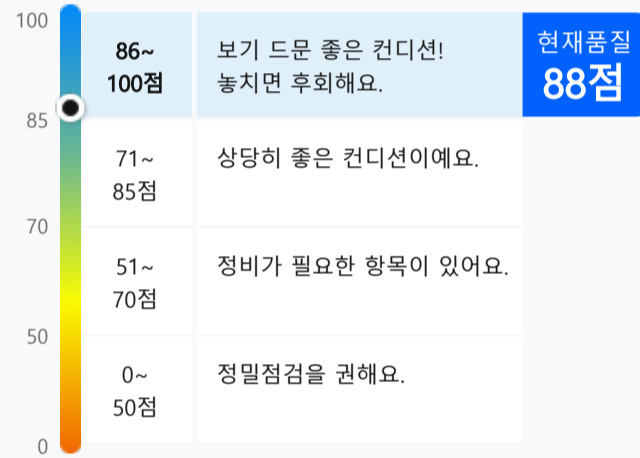 100
86~
100점
보기 드문 좋은 컨디션!
놓치면 후회해요.
현재품질
88점
85
71~
85점
상당히 좋은 컨디션이예요.
70
51~
70점
정비가 필요한 항목이 있어요.
50
0~
50점
정밀점검을 권해요.
0